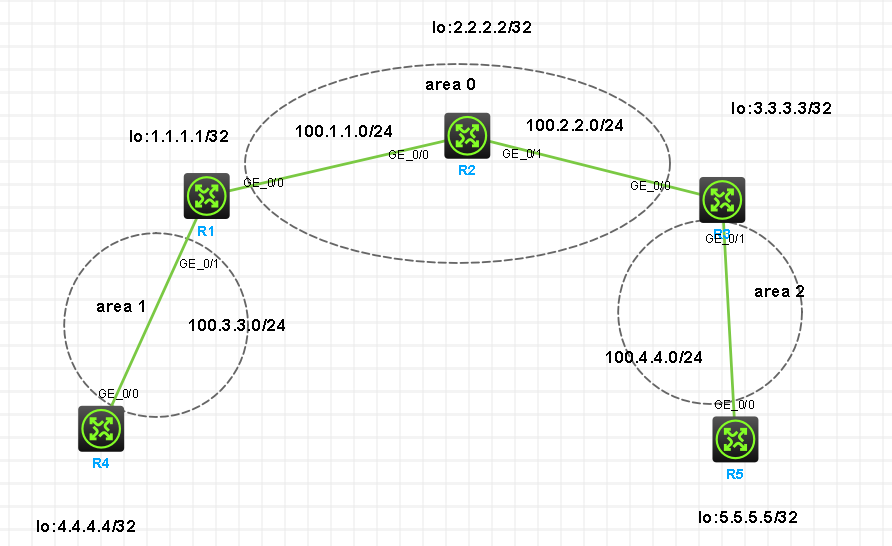 lo:2.2.2.2/32
area 0
lo:3.3.3.3/32
lo:1.1.1.1/32
100.1.1.0/24
100.2.2.0/24
GE_0/0
GE_0/1
R2
GE_0/0
GE_0/0
R1
R3
GE_0/1
GE_0/1
area 1
area 2
100.3.3.0/24
100.4.4.0/24
GE_0/0
GE_0/0
R4
R5
lo:4.4.4.4/32
lo:5.5.5.5/32